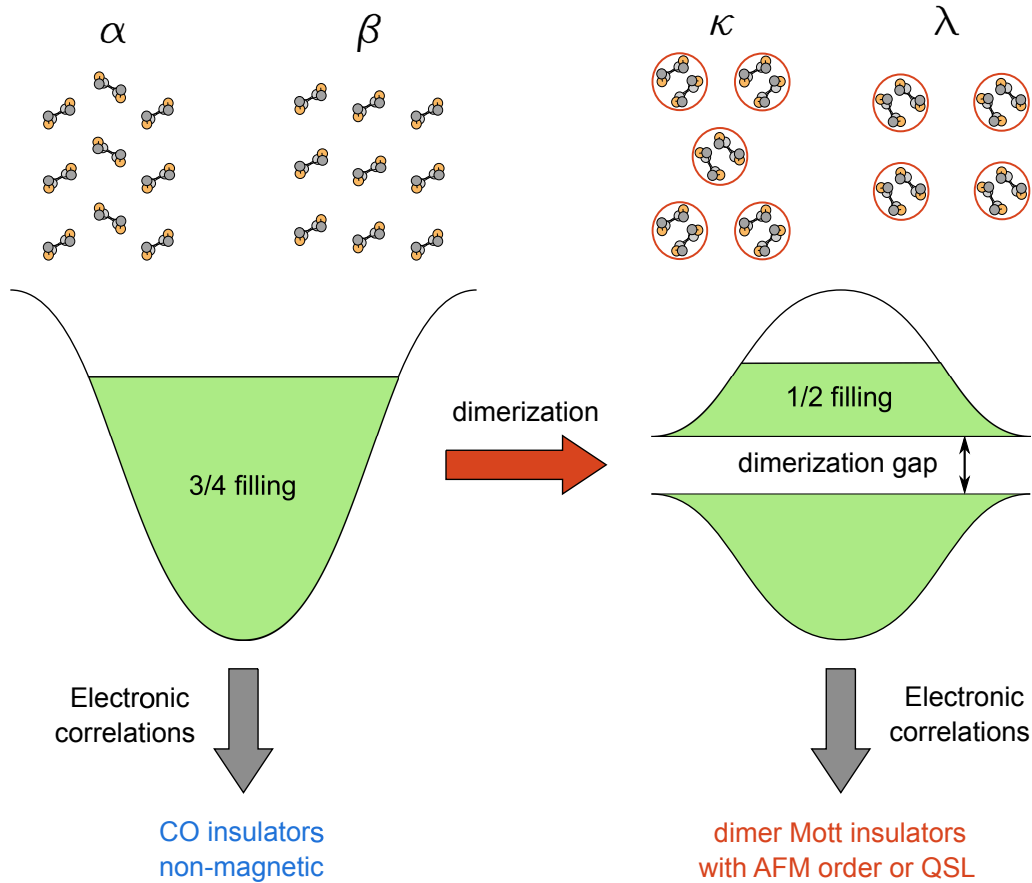 α
β
κ
λ
3/4 filling
dimerization
1/2 filling
dimerization gap
Electronic
correlations
Electronic
correlations
CO insulators
non-magnetic
dimer Mott insulators
with AFM order or QSL